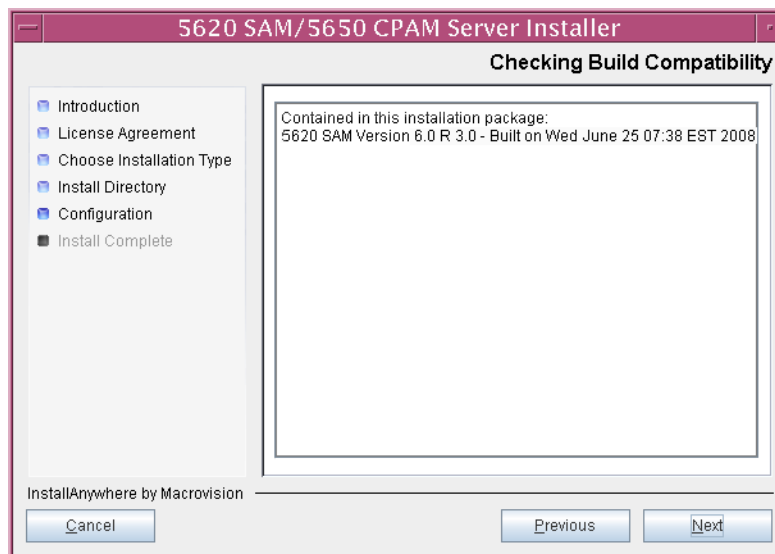 5620 SAM/5650 CPAM Server Installer
Checking Build Compatibility
Introduction
License Agreement
Choose Installation Type
Install Directory
Configuration
Install Complete
Contained in this installation package:
5620 SAM Version 6.0 R 3.0 - Built on Wed June 25 07:38 EST 2008
InstallAnywhere by Macrovision
Cancel
Previous
Next